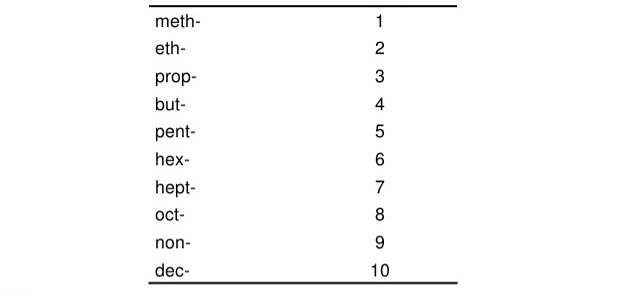 meth- 1
eth- 2
prop- 3
but- 4
pent- 5
hex- 6
hept- 7
oct- 8
non- 9
dec- 10